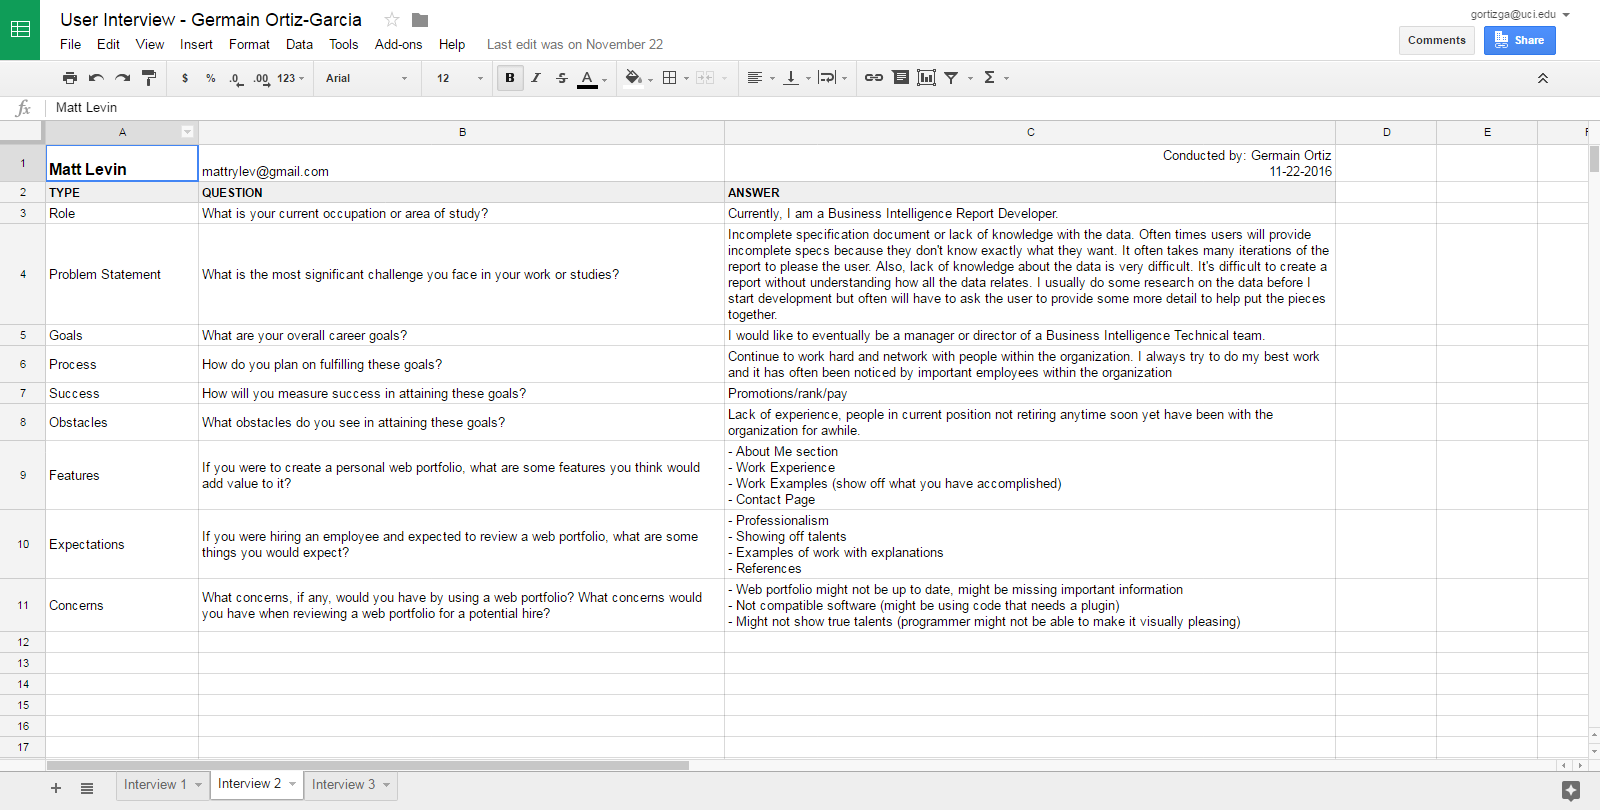 User Interview - Germain Ortiz-Garcia
gortizga@uci.edu
File Edit View Insert Format Data Tools Add-ons Help Last edit was on November 22
Comments Share
$ % .0 .00 123 Arial 12 B I S A Σ
fx Matt Levin
A B C D E F
1 Matt Levin mattrylev@gmail.com Conducted by: Germain Ortiz
11-22-2016
2 TYPE QUESTION ANSWER
3 Role What is your current occupation or area of study? Currently, I am a Business Intelligence Report Developer.
4 Problem Statement What is the most significant challenge you face in your work or studies? Incomplete specification document or lack of knowledge with the data. Often times users will provide
incomplete specs because they don't know exactly what they want. It often takes many iterations of the
report to please the user. Also, lack of knowledge about the data is very difficult. It's difficult to create a
report without understanding how all the data relates. I usually do some research on the data before I
start development but often will have to ask the user to provide some more detail to help put the pieces
together.
5 Goals What are your overall career goals? I would like to eventually be a manager or director of a Business Intelligence Technical team.
6 Process How do you plan on fulfilling these goals? Continue to work hard and network with people within the organization. I always try to do my best work
and it has often been noticed by important employees within the organization
7 Success How will you measure success in attaining these goals? Promotions/rank/pay
8 Obstacles What obstacles do you see in attaining these goals? Lack of experience, people in current position not retiring anytime soon yet have been with the
organization for awhile.
9 Features If you were to create a personal web portfolio, what are some features you think would
add value to it?
- About Me section
- Work Experience
- Work Examples (show off what you have accomplished)
- Contact Page
10 Expectations If you were hiring an employee and expected to review a web portfolio, what are some
things you would expect?
- Professionalism
- Showing off talents
- Examples of work with explanations
- References
11 Concerns What concerns, if any, would you have by using a web portfolio? What concerns would
you have when reviewing a web portfolio for a potential hire?
- Web portfolio might not be up to date, might be missing important information
- Not compatible software (might be using code that needs a plugin)
- Might not show true talents (programmer might not be able to make it visually pleasing)
12
13
14
15
16
17
Interview 1 Interview 2 Interview 3